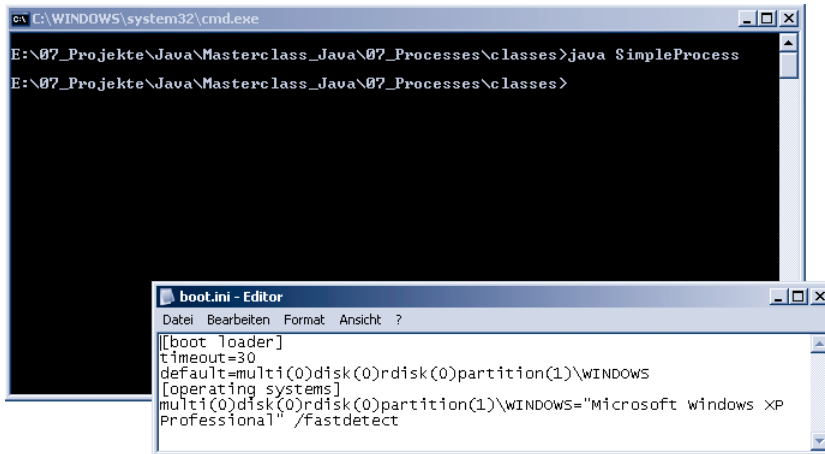 C:\WINDOWS\system32\cmd.exe
E:\07_Projekte\Java\Masterclass_Java\07_Processes\classes>java SimpleProcess
E:\07_Projekte\Java\Masterclass_Java\07_Processes\classes>
boot.ini - Editor
Datei Bearbeiten Format Ansicht ?
[boot loader]
timeout=30
default=multi(0)disk(0)rdisk(0)partition(1)\WINDOWS
[operating systems]
multi(0)disk(0)rdisk(0)partition(1)\WINDOWS="Microsoft Windows XP
Professional" /fastdetect